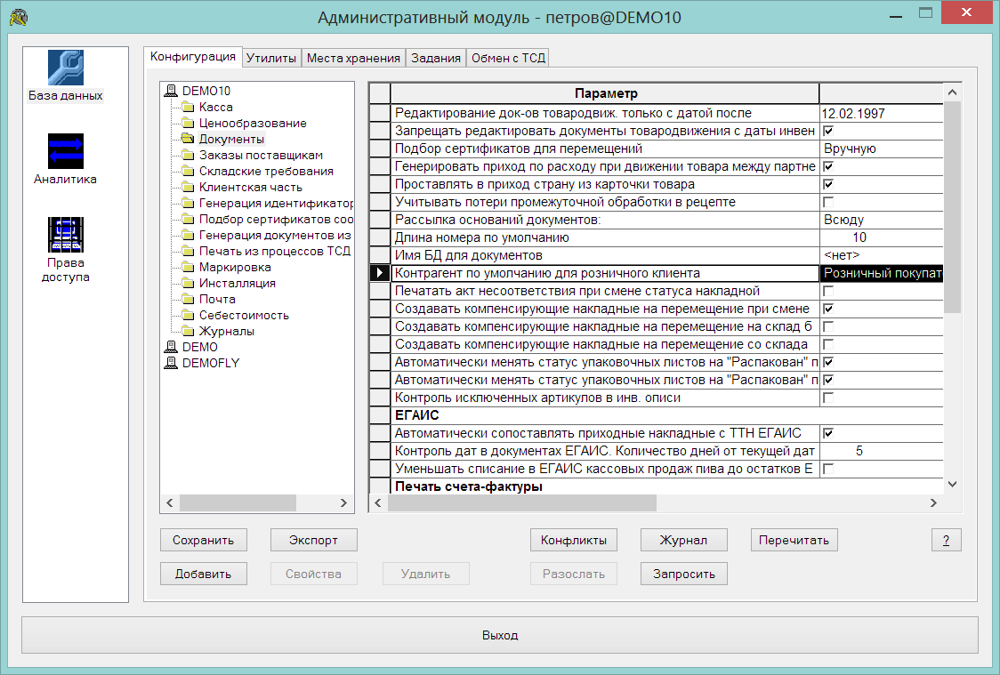 Административный модуль - петров@DEMO10
База данных
Аналитика
Права
доступа
Конфигурация
Утилиты
Места хранения
Задания
Обмен с ТСД
DEMO10
Касса
Ценообразование
Документы
Заказы поставщикам
Складские требования
Клиентская часть
Генерация идентификатор
Подбор сертификатов соо
Генерация документов из
Печать из процессов ТСД
Маркировка
Инсталляция
Почта
Себестоимость
Журналы
DEMO
DEMOFLY
Параметр
Редактирование док-ов товародвиж. только с датой после 12.02.1997
Запрещать редактировать документы товародвижения с даты инвен
Подбор сертификатов для перемещений Вручную
Генерировать приход по расходу при движении товара между партне
Проставлять в приход страну из карточки товара
Учитывать потери промежуточной обработки в рецепте
Рассылка оснований документов: Всюду
Длина номера по умолчанию 10
Имя БД для документов <нет>
Контрагент по умолчанию для розничного клиента Розничный покупат
Печатать акт несоответствия при смене статуса накладной
Создавать компенсирующие накладные на перемещение при смене
Создавать компенсирующие накладные на перемещение на склад б
Создавать компенсирующие накладные на перемещение со склада
Автоматически менять статус упаковочных листов на "Распакован" п
Автоматически менять статус упаковочных листов на "Распакован" п
Контроль исключенных артикулов в инв. описи
ЕГАИС
Автоматически сопоставлять приходные накладные с ТТН ЕГАИС
Контроль дат в документах ЕГАИС. Количество дней от текущей дат 5
Уменьшать списание в ЕГАИС кассовых продаж пива до остатков Е
Печать счета-фактуры
Сохранить
Экспорт
Конфликты
Журнал
Перечитать
?
Добавить
Свойства
Удалить
Разослать
Запросить
Выход